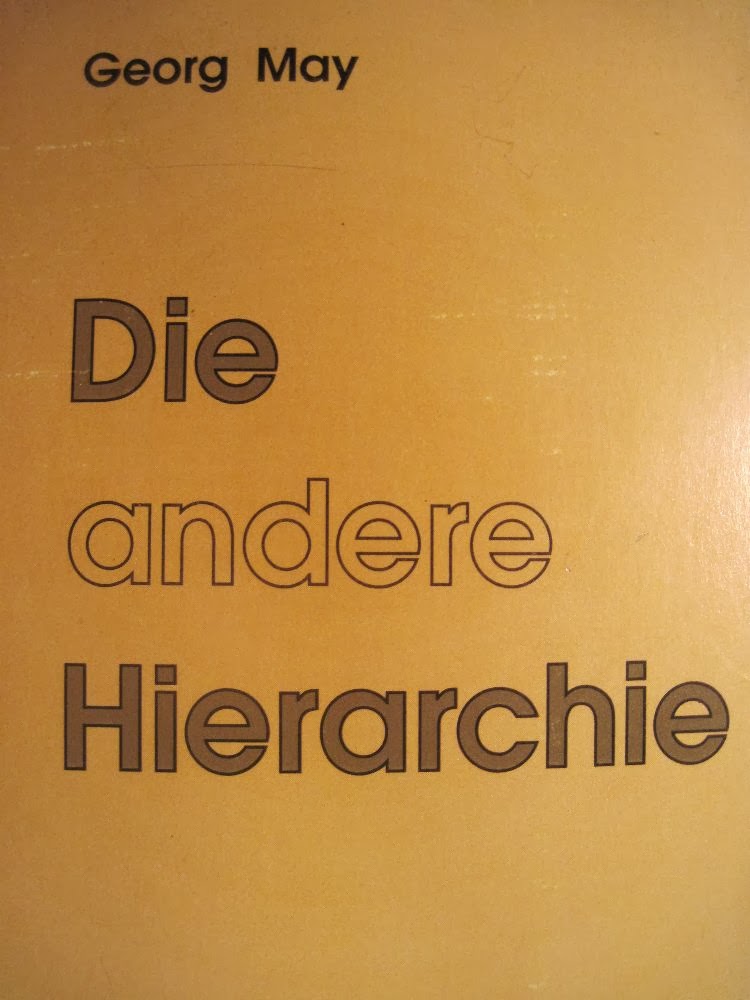 Georg May
Die
andere
Hierarchie